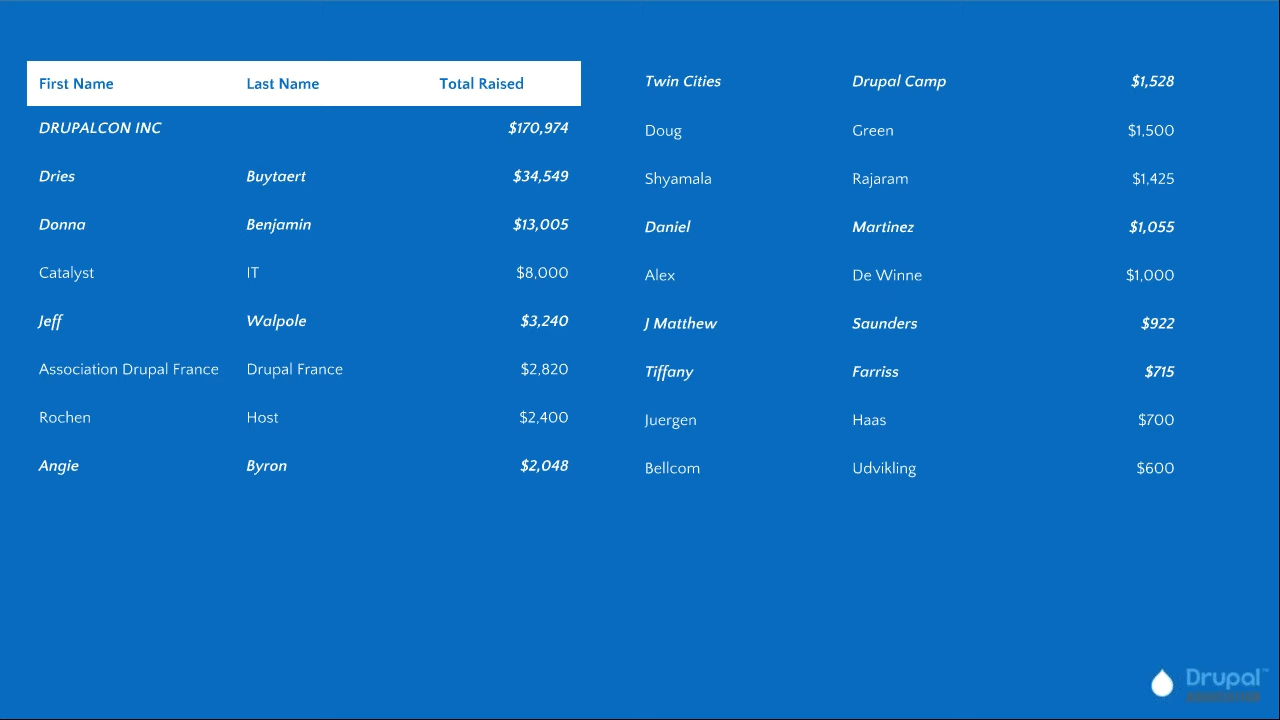 First Name Last Name Total Raised
DRUPALCON INC $170,974
Dries Buytaert $34,549
Donna Benjamin $13,005
Catalyst IT $8,000
Jeff Walpole $3,240
Association Drupal France Drupal France $2,820
Rochen Host $2,400
Angie Byron $2,048
Twin Cities Drupal Camp $1,528
Doug Green $1,500
Shyamala Rajaram $1,425
Daniel Martinez $1,055
Alex De Winne $1,000
J Matthew Saunders $922
Tiffany Farriss $715
Juergen Haas $700
Bellcom Udvikling $600
Drupal™